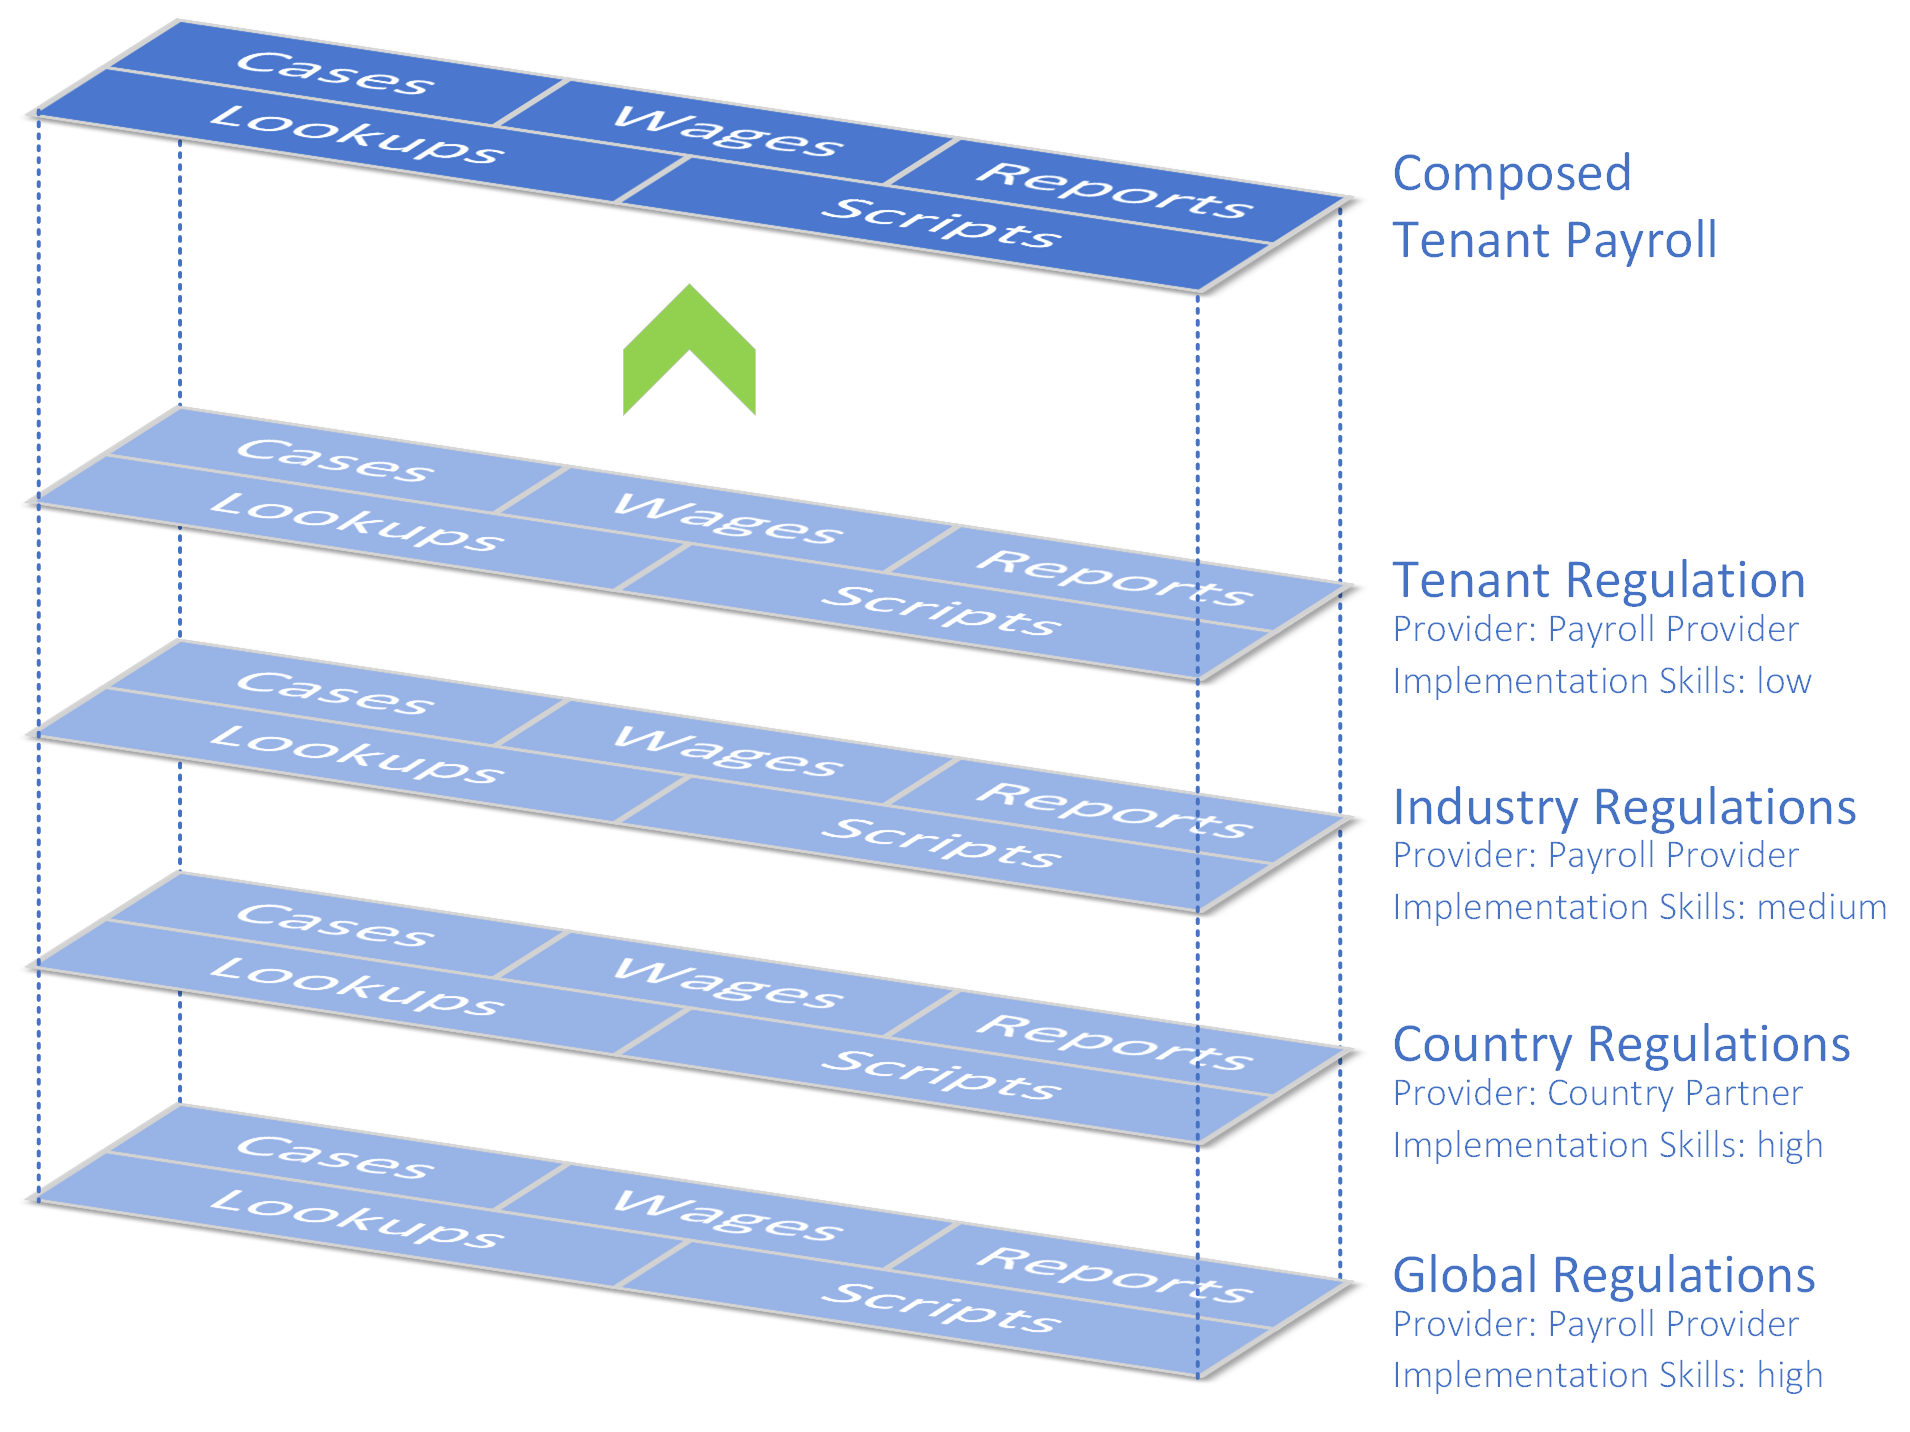 Cases
Wages
Reports
Lookups
Scripts
Composed
Tenant Payroll
Cases
Wages
Reports
Lookups
Scripts
Tenant Regulation
Provider: Payroll Provider
Implementation Skills: low
Cases
Wages
Reports
Lookups
Scripts
Industry Regulations
Provider: Payroll Provider
Implementation Skills: medium
Cases
Wages
Reports
Lookups
Scripts
Country Regulations
Provider: Country Partner
Implementation Skills: high
Cases
Wages
Reports
Lookups
Scripts
Global Regulations
Provider: Payroll Provider
Implementation Skills: high